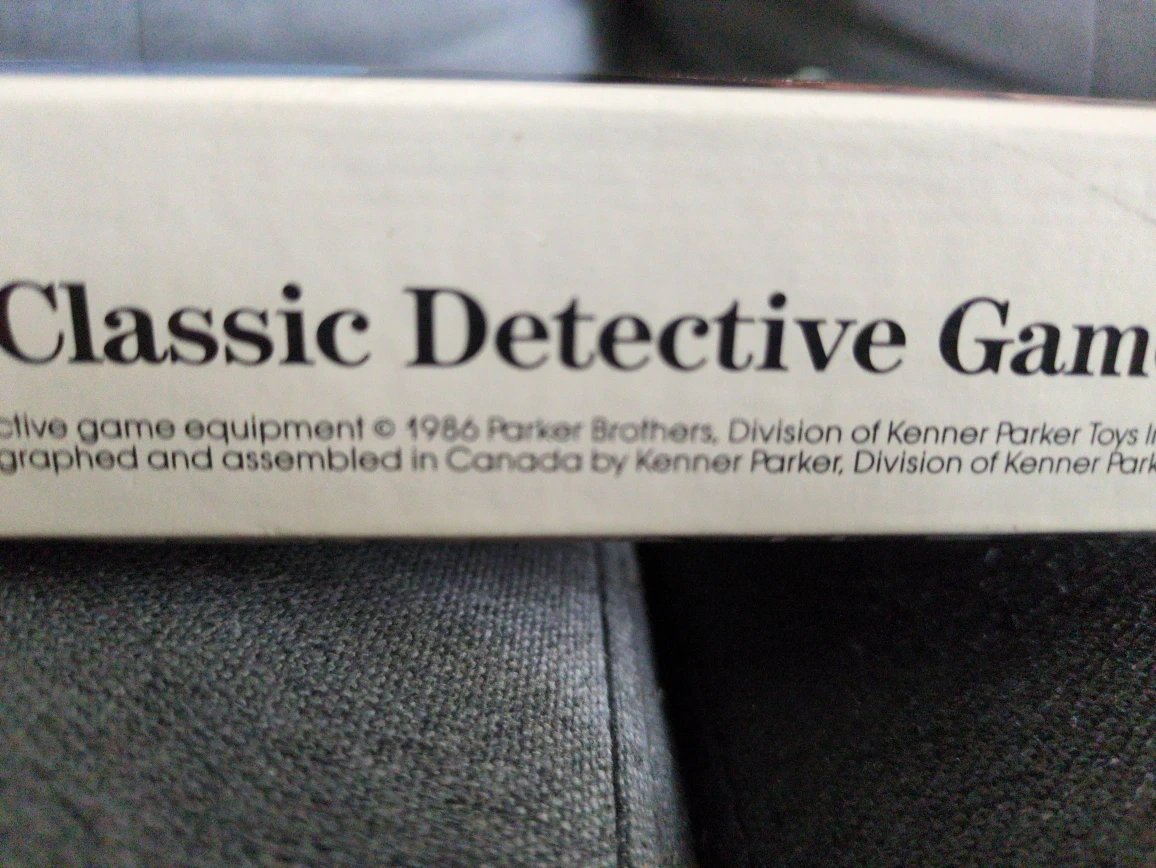 Classic Detective Game
ctive game equipment © 1986 Parker Brothers, Division of Kenner Parker Toys In
graphed and assembled in Canada by Kenner Parker, Division of Kenner Park